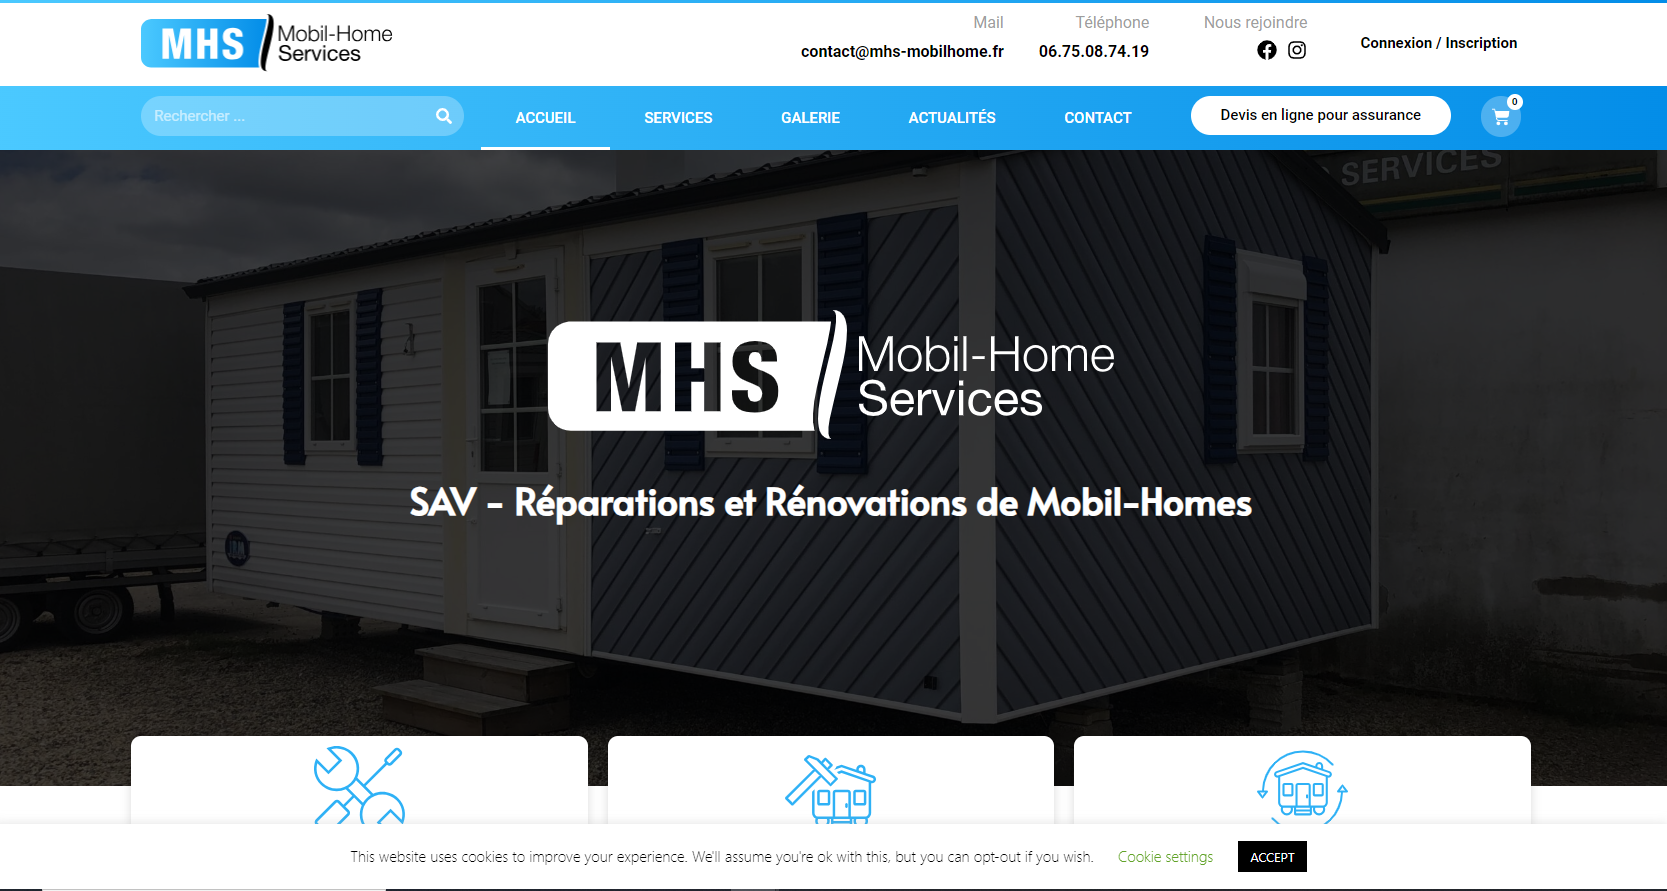 MHS Mobil-Home
Services
Mail
contact@mhs-mobilhome.fr
Téléphone
06.75.08.74.19
Nous rejoindre
Connexion / Inscription
Rechercher ...
ACCUEIL
SERVICES
GALERIE
ACTUALITÉS
CONTACT
Devis en ligne pour assurance
0
SERVICES
MHS Mobil-Home
Services
SAV - Réparations et Rénovations de Mobil-Homes
This website uses cookies to improve your experience. We'll assume you're ok with this, but you can opt-out if you wish.
Cookie settings
ACCEPT